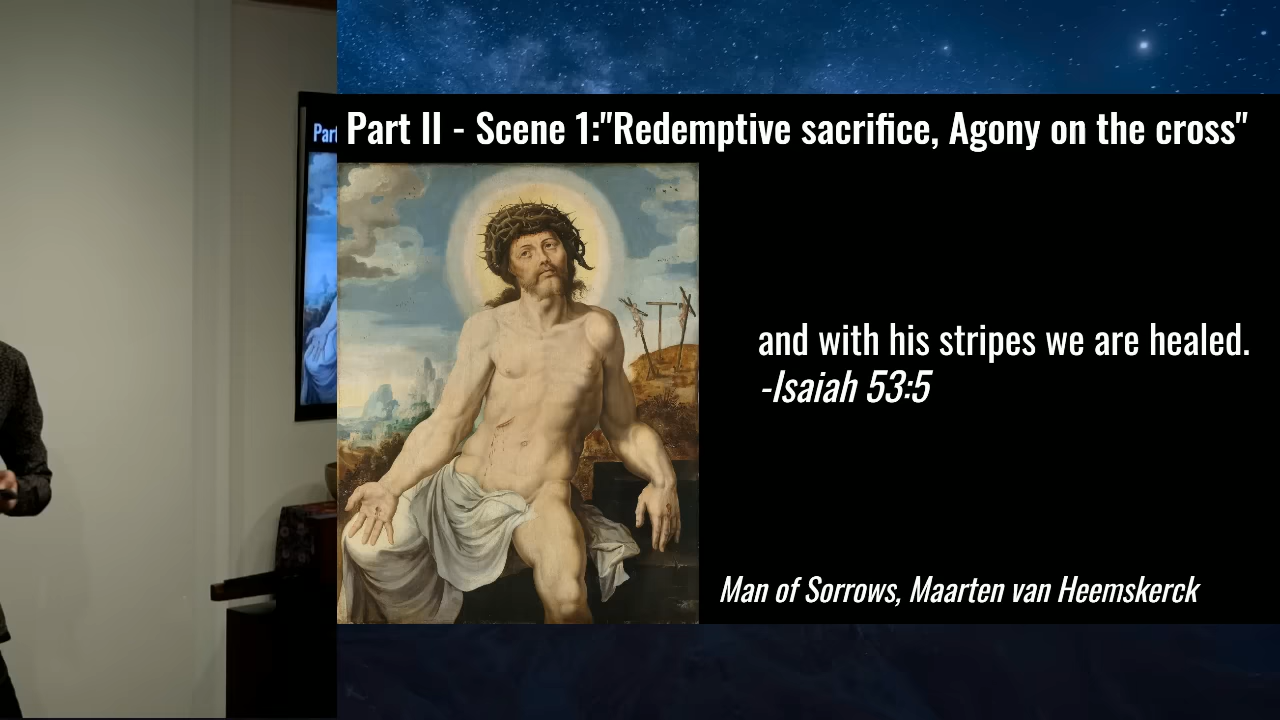 Part
Part II - Scene 1:"Redemptive sacrifice, Agony on the cross"
and with his stripes we are healed.
-Isaiah 53:5
Man of Sorrows, Maarten van Heemskerck